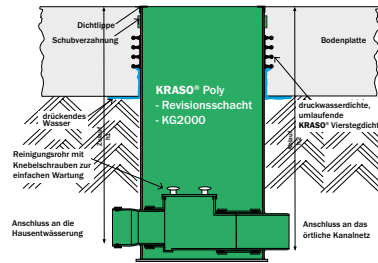 Dichtlippe
Schubverzahnung
Bodenplatte
KRASO® Poly
- Revisionsschacht
- KG2000
drückendes
Wasser
druckwasserdichte,
umlaufende
KRASO® Vierstegdicht
Reinigungsrohr mit
Knebelschrauben zur
einfachen Wartung
Anschluss an die
Hausentwässerung
Anschluss an das
örtliche Kanalnetz